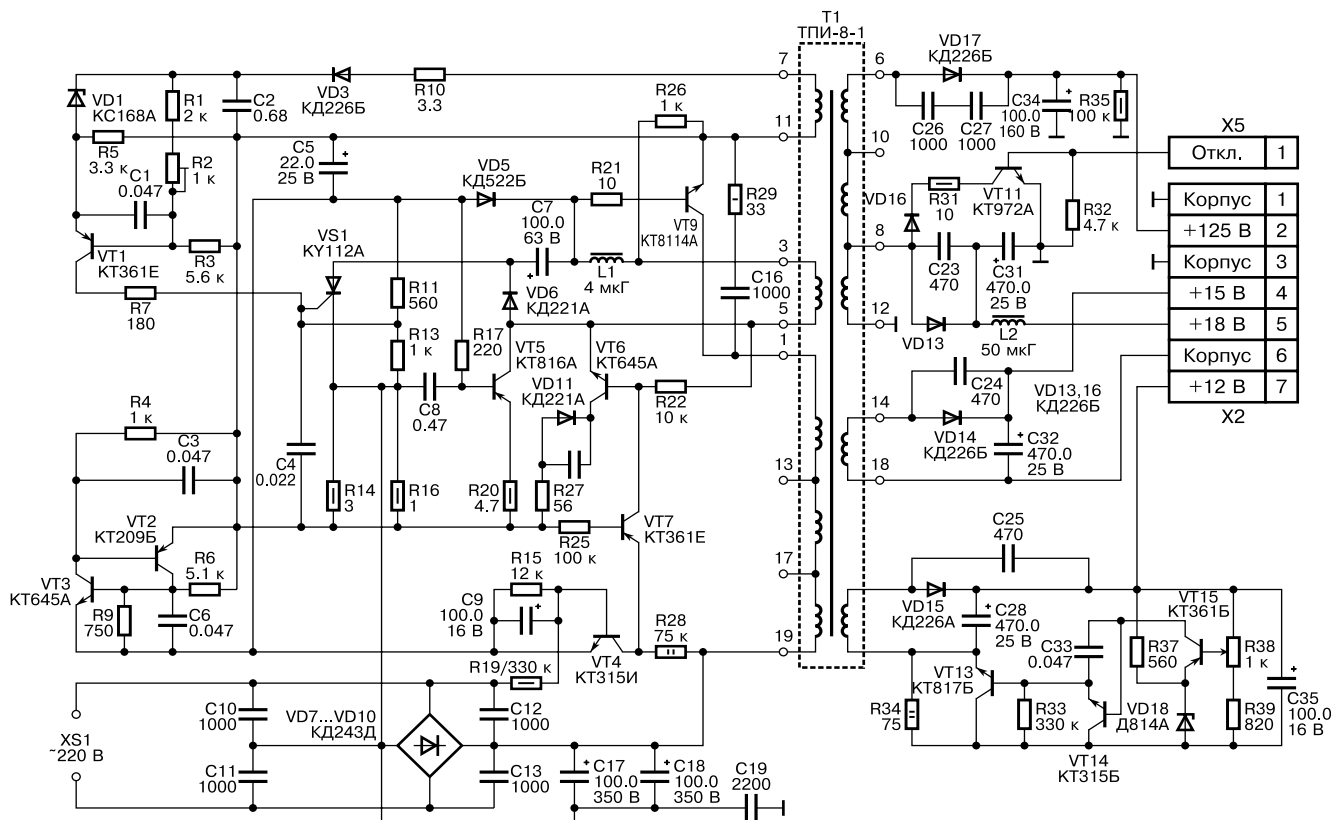 T1
ТПИ-8-1
7
11
3
5
1
13
17
19
6
10
8
12
14
18
VD1
КС168А
R1
2 к
C2
0.68
VD3
КД226Б
R10
3.3
R26
1 к
R5
3.3 к
C1
0.047
R2
1 к
C5
22.0
25 В
VD5
КД522Б
R21
10
VT9
КТ8114А
R29
33
VT1
КТ361Е
R3
5.6 к
R7
180
VS1
KY112A
C7
100.0
63 В
L1
4 мкГ
VD6
КД221А
C16
1000
R11
560
R13
1 к
R17
220
VT5
КТ816А
VT6
КТ645А
VD11
КД221А
R22
10 к
C8
0.47
R4
1 к
C3
0.047
C4
0.022
R14
3
R16
1
R20
4.7
R27
56
VT7
КТ361Е
R25
100 к
VT2
КТ209Б
R6
5.1 к
VT3
КТ645А
R9
750
C6
0.047
R15
12 к
C9
100.0
16 В
VT4
КТ315И
R28
75 к
R19/330 к
C10
1000
C11
1000
XS1
~220 В
VD7...VD10
КД243Д
C12
1000
C13
1000
C17
100.0
350 В
C18
100.0
350 В
C19
2200
VD17
КД226Б
C26
1000
C27
1000
C34
100.0
160 В
R35
100 к
VD16
R31
10
VT11
КТ972А
R32
4.7 к
C23
470
C31
470.0
25 В
VD13
L2
50 мкГ
C24
470
VD13,16
КД226Б
VD14
КД226Б
C32
470.0
25 В
X5
Откл. 1
Корпус 1
+125 В 2
Корпус 3
+15 В 4
+18 В 5
Корпус 6
+12 В 7
X2
C25
470
VD15
КД226А
C28
470.0
25 В
C33
0.047
VT15
КТ361Б
R37
560
R38
1 к
VT13
КТ817Б
R34
75
R33
330 к
VD18
Д814А
R39
820
C35
100.0
16 В
VT14
КТ315Б